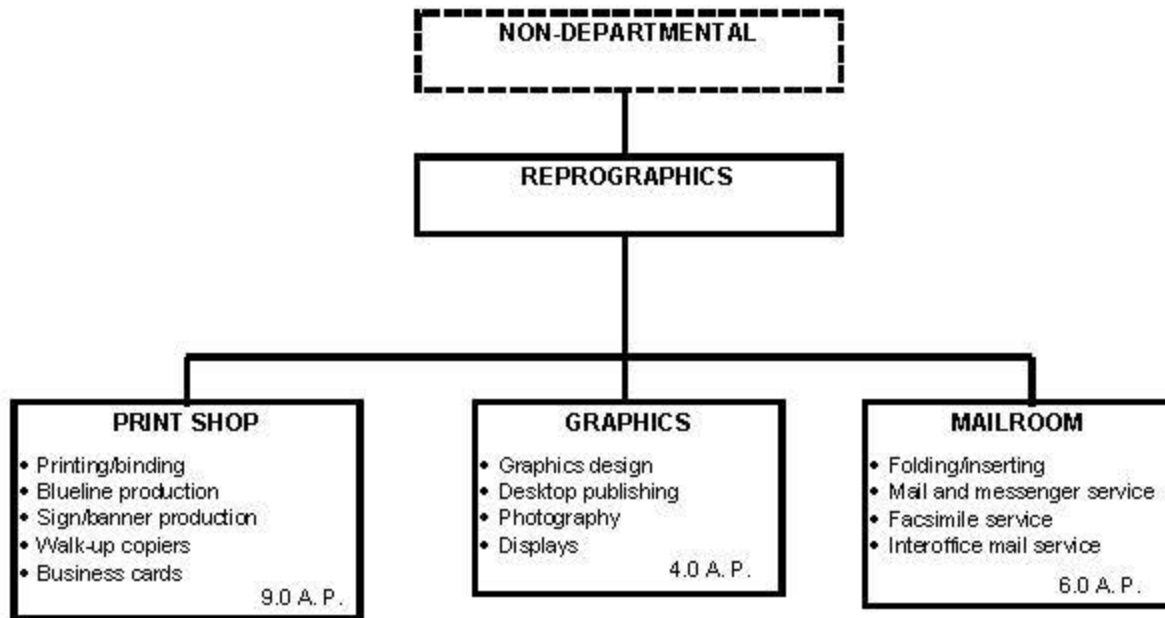 NON-DEPARTMENTAL
REPROGRAPHICS
PRINT SHOP
• Printing/binding
• Blueline production
• Sign/banner production
• Walk-up copiers
• Business cards
9.0 A. P.
GRAPHICS
• Graphics design
• Desktop publishing
• Photography
• Displays
4.0 A. P.
MAILROOM
• Folding/inserting
• Mail and messenger service
• Facsimile service
• Interoffice mail service
6.0 A. P.